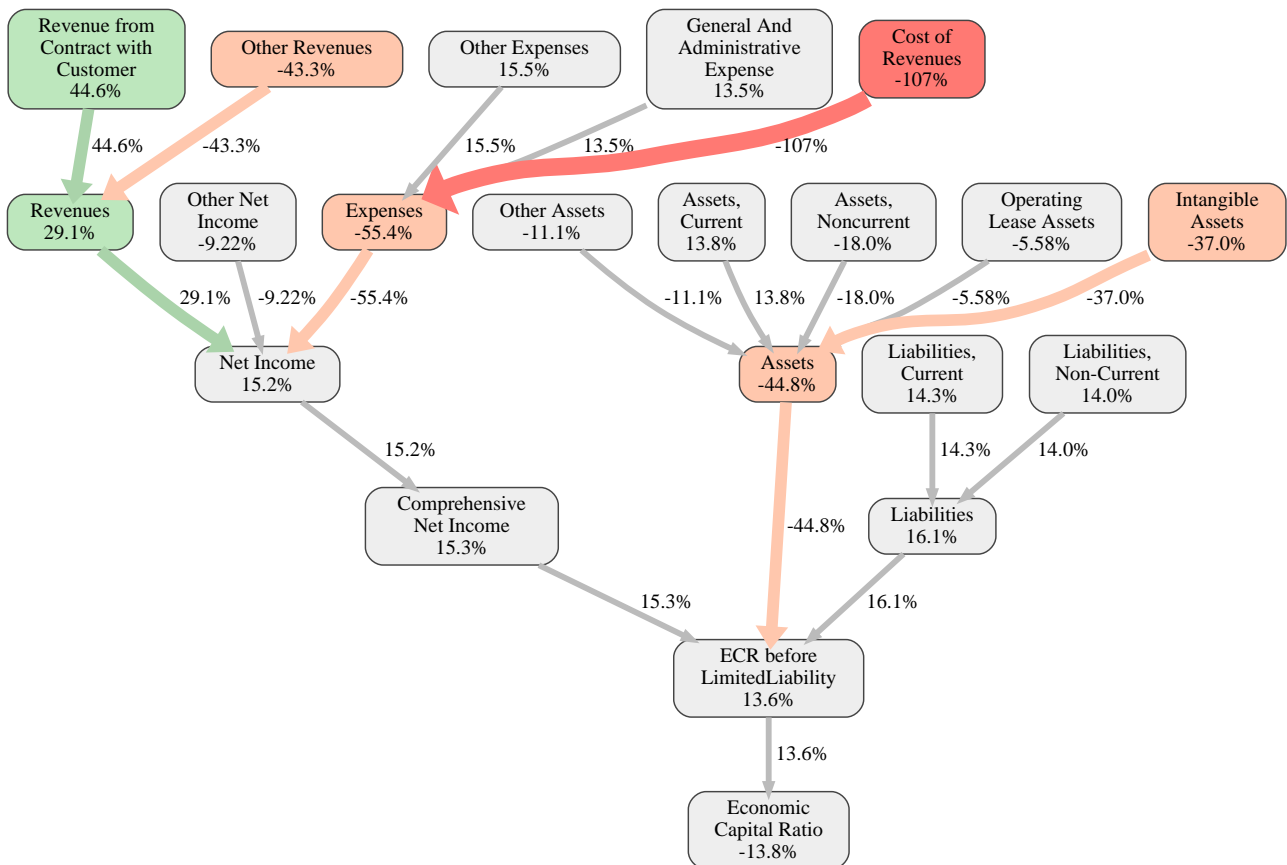 Revenue from
Contract with
Customer
44.6%
Other Revenues
-43.3%
Other Expenses
15.5%
General And
Administrative
Expense
13.5%
Cost of
Revenues
-107%
44.6%
-43.3%
15.5%
13.5%
-107%
Revenues
29.1%
Other Net
Income
-9.22%
Expenses
-55.4%
Other Assets
-11.1%
Assets,
Current
13.8%
Assets,
Noncurrent
-18.0%
Operating
Lease Assets
-5.58%
Intangible
Assets
-37.0%
29.1%
-9.22%
-55.4%
-11.1%
13.8%
-18.0%
-5.58%
-37.0%
Net Income
15.2%
Assets
-44.8%
Liabilities,
Current
14.3%
Liabilities,
Non-Current
14.0%
15.2%
-44.8%
14.3%
14.0%
Comprehensive
Net Income
15.3%
Liabilities
16.1%
15.3%
16.1%
ECR before
LimitedLiability
13.6%
13.6%
Economic
Capital Ratio
-13.8%